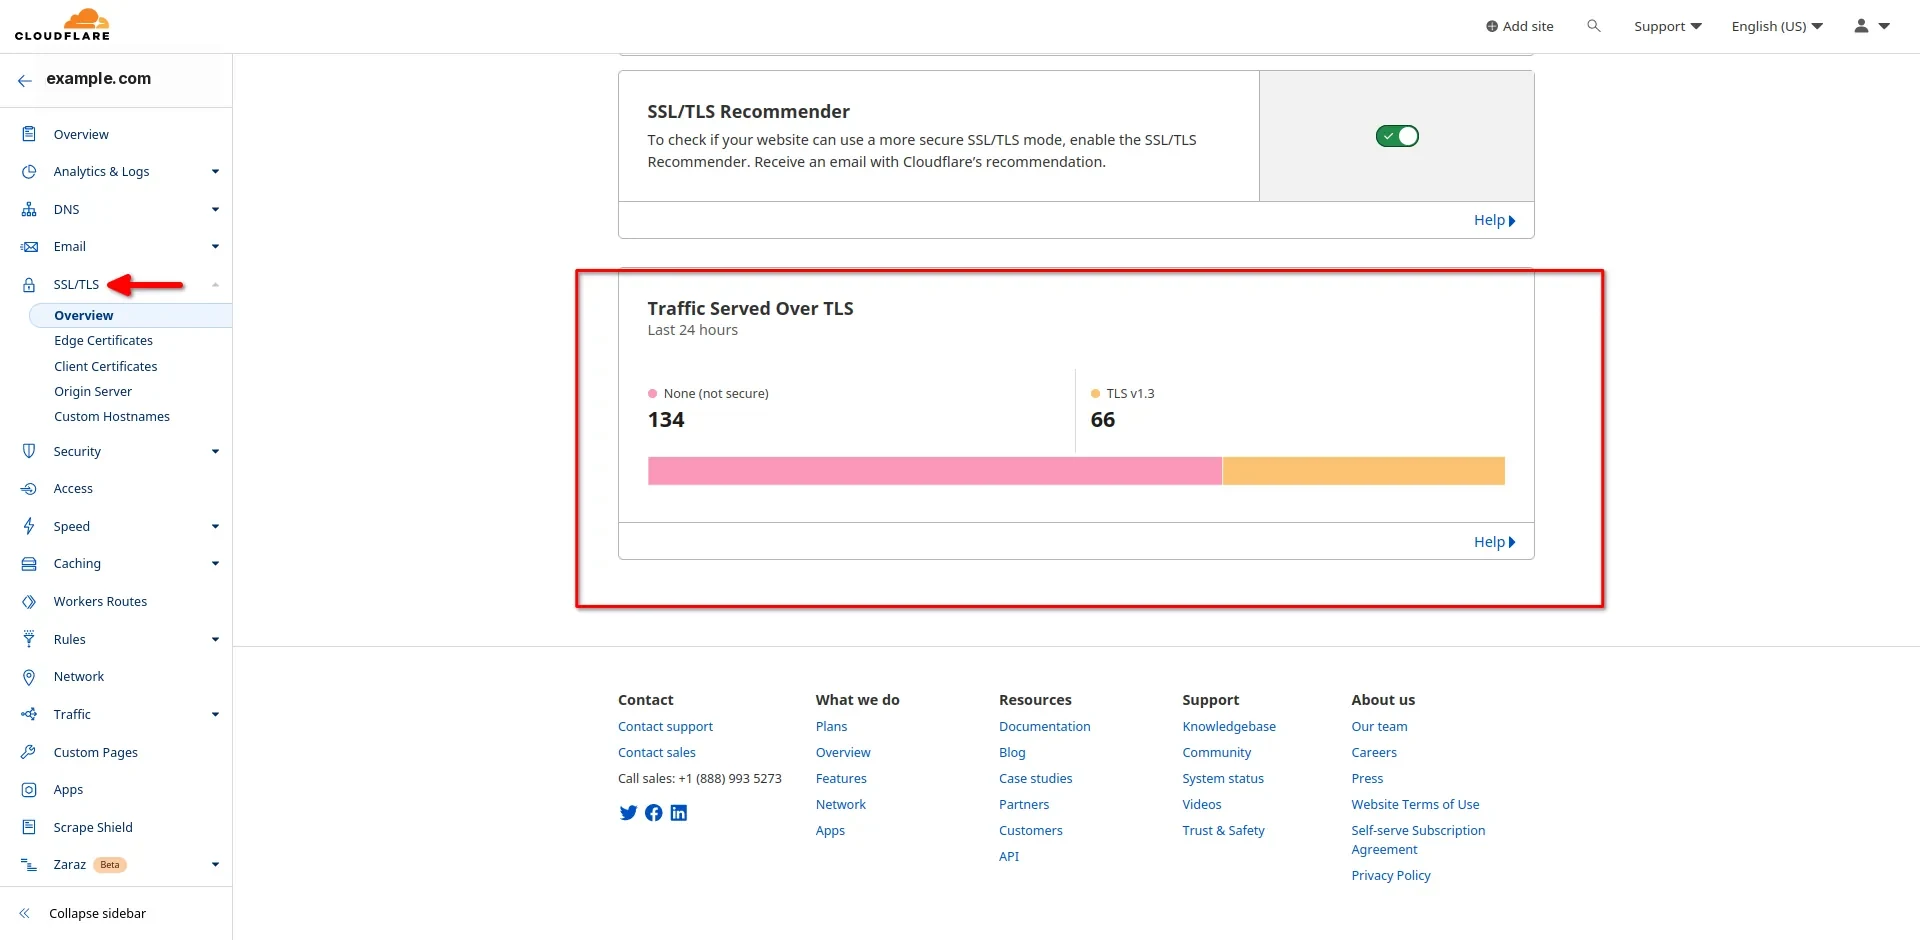 CLOUDFLARE
Add site
Support
English (US)
example.com
Overview
Analytics & Logs
DNS
Email
SSL/TLS
Overview
Edge Certificates
Client Certificates
Origin Server
Custom Hostnames
Security
Access
Speed
Caching
Workers Routes
Rules
Network
Traffic
Custom Pages
Apps
Scrape Shield
Zaraz Beta
Collapse sidebar
SSL/TLS Recommender
To check if your website can use a more secure SSL/TLS mode, enable the SSL/TLS
Recommender. Receive an email with Cloudflare’s recommendation.
Help
Traffic Served Over TLS
Last 24 hours
None (not secure)
134
TLS v1.3
66
Help
Contact
Contact support
Contact sales
Call sales: +1 (888) 993 5273
What we do
Plans
Overview
Features
Network
Apps
Resources
Documentation
Blog
Case studies
Partners
Customers
API
Support
Knowledgebase
Community
System status
Videos
Trust & Safety
About us
Our team
Careers
Press
Website Terms of Use
Self-serve Subscription
Agreement
Privacy Policy